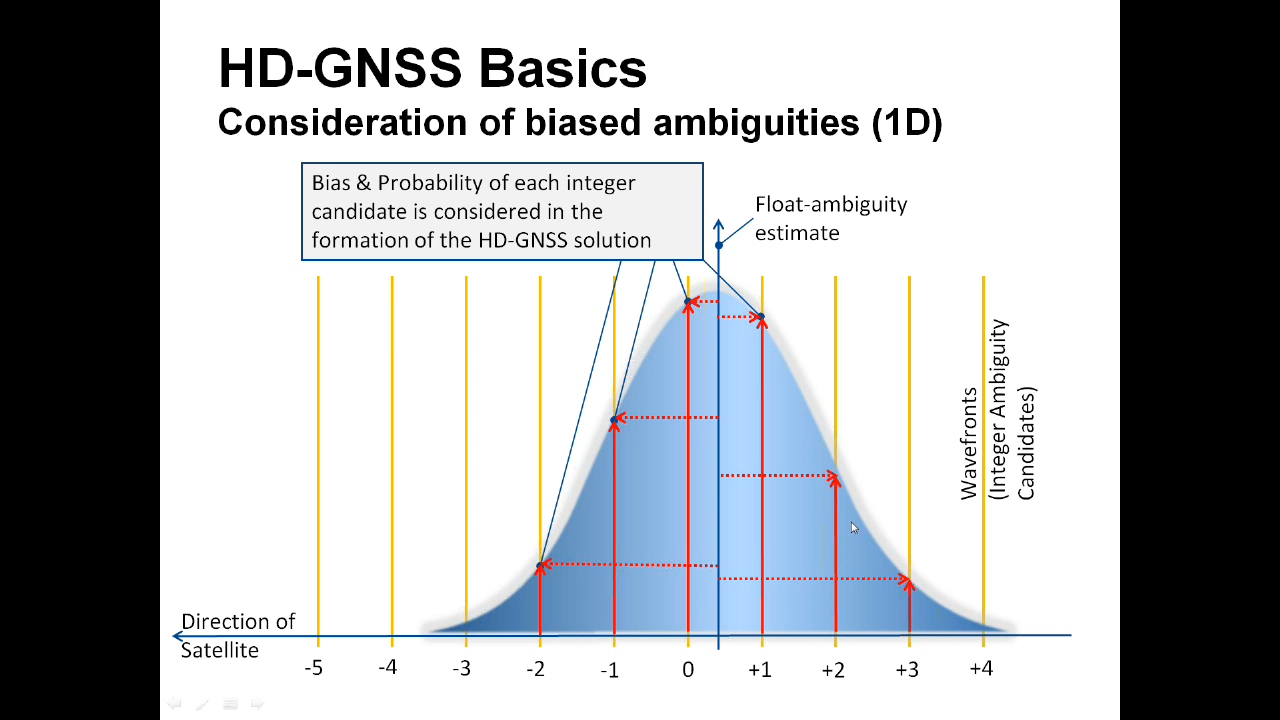 HD-GNSS Basics
Consideration of biased ambiguities (1D)
Bias & Probability of each integer
candidate is considered in the
formation of the HD-GNSS solution
Float-ambiguity
estimate
Wavefronts
(Integer Ambiguity
Candidates)
Direction of
Satellite
-5 -4 -3 -2 -1 0 +1 +2 +3 +4